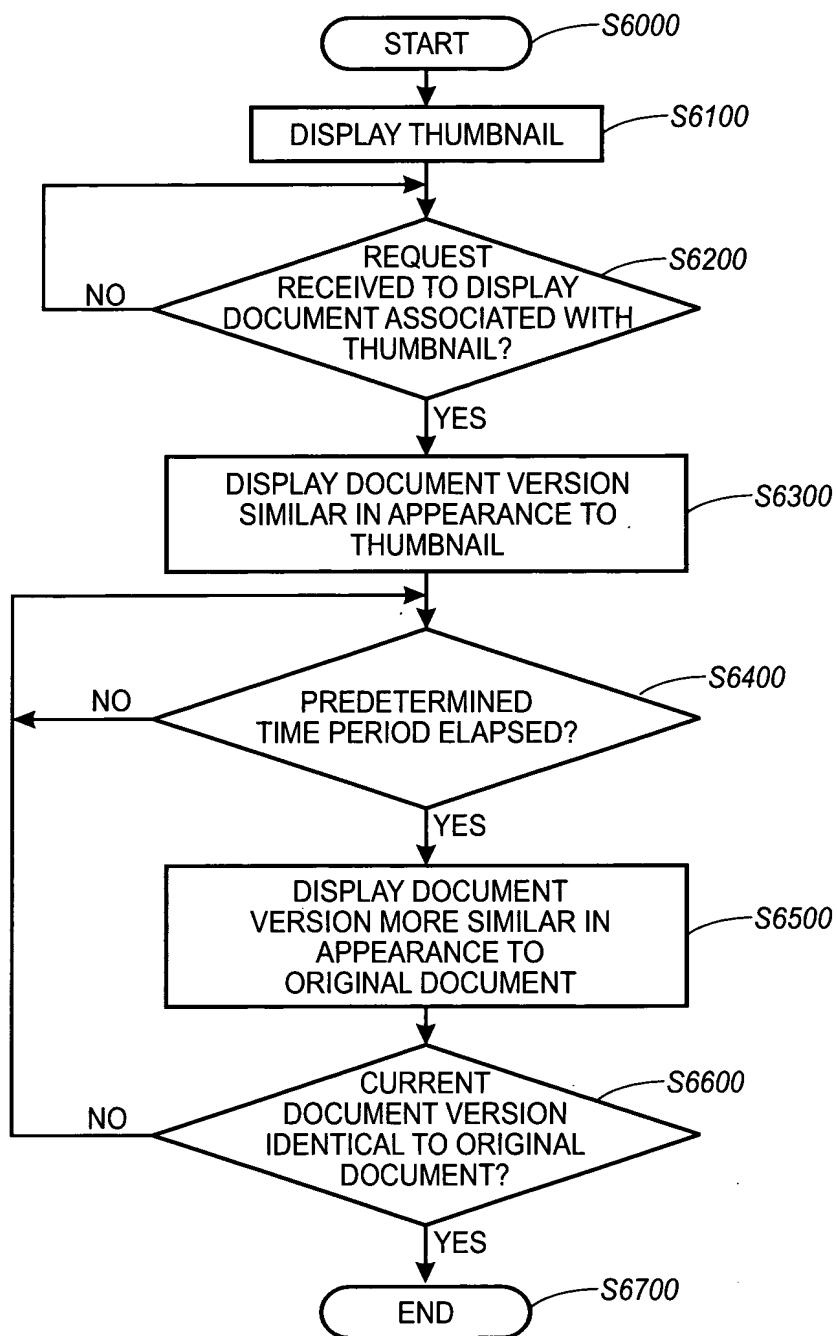 START
S6000
DISPLAY THUMBNAIL
S6100
REQUEST
RECEIVED TO DISPLAY
DOCUMENT ASSOCIATED WITH
THUMBNAIL?
S6200
NO
YES
DISPLAY DOCUMENT VERSION
SIMILAR IN APPEARANCE TO
THUMBNAIL
S6300
PREDETERMINED
TIME PERIOD ELAPSED?
S6400
NO
YES
DISPLAY DOCUMENT
VERSION MORE SIMILAR IN
APPEARANCE TO
ORIGINAL DOCUMENT
S6500
CURRENT
DOCUMENT VERSION
IDENTICAL TO ORIGINAL
DOCUMENT?
S6600
NO
YES
END
S6700